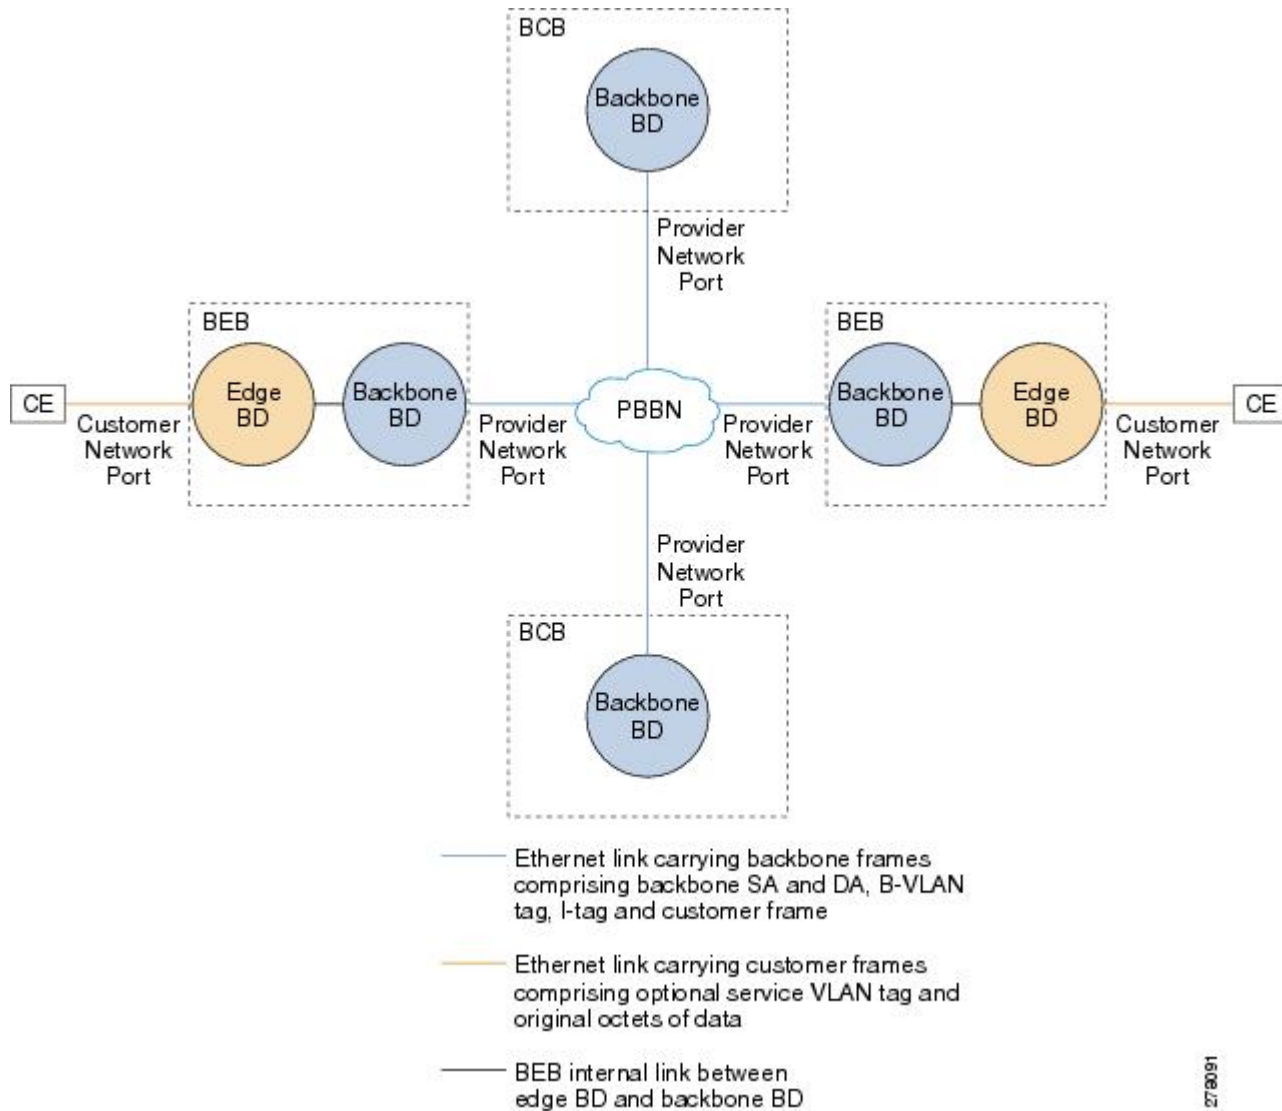 BCB
Backbone
BD
Provider
Network
Port
BEB
Edge
BD
Backbone
BD
CE
Customer
Network
Port
Provider
Network
Port
PBBN
Provider
Network
Port
BEB
Backbone
BD
Edge
BD
Customer
Network
Port
CE
Provider
Network
Port
BCB
Backbone
BD
Ethernet link carrying backbone frames
comprising backbone SA and DA, B-VLAN
tag, I-tag and customer frame
Ethernet link carrying customer frames
comprising optional service VLAN tag and
original octets of data
BEB internal link between
edge BD and backbone BD
279091